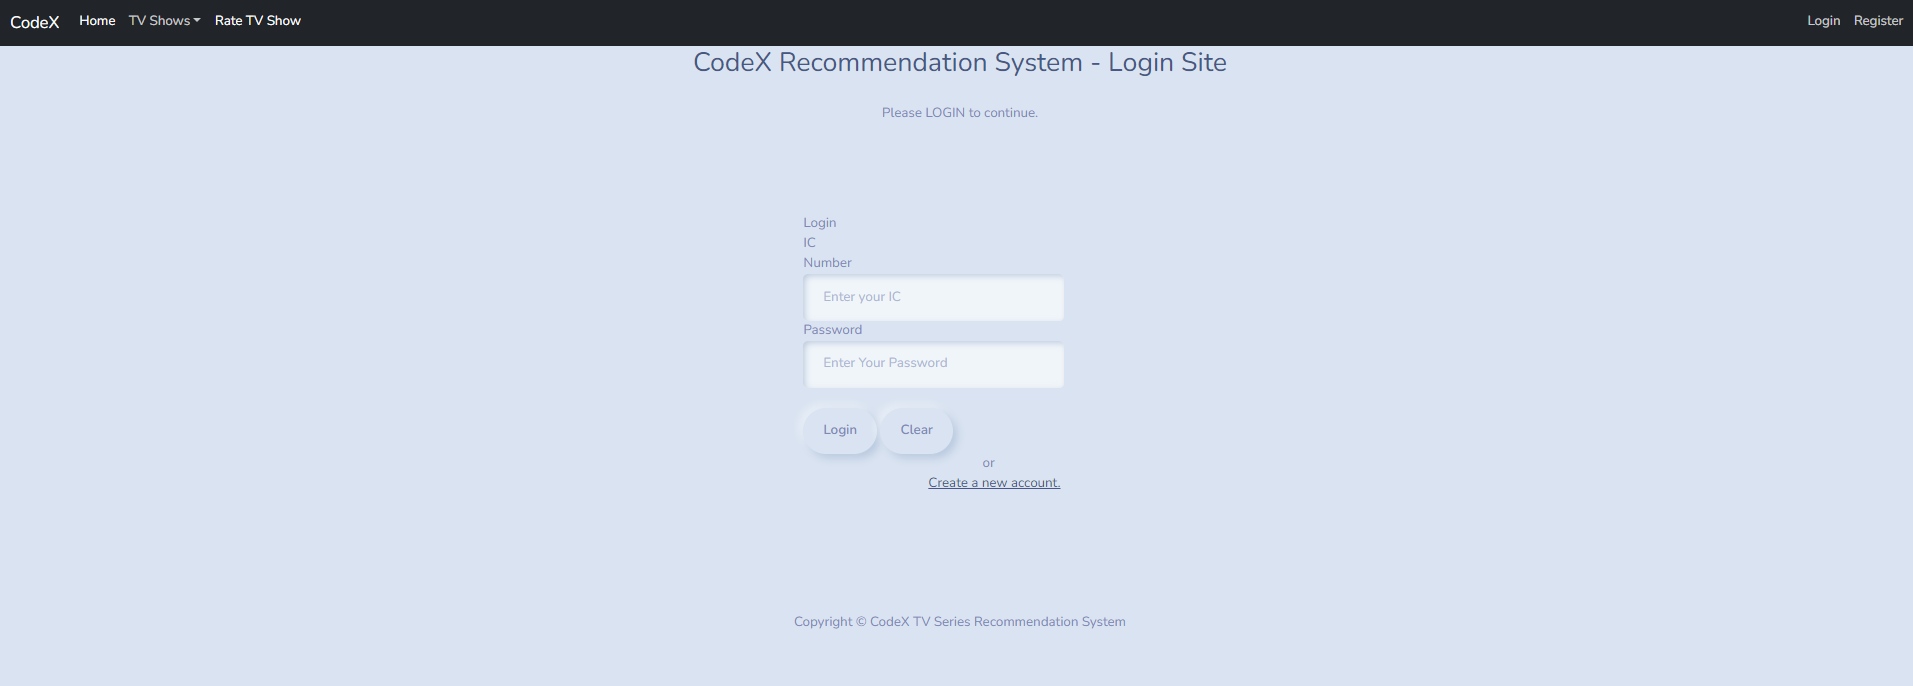 CodeX Home TV Shows Rate TV Show Login Register
CodeX Recommendation System - Login Site
Please LOGIN to continue.
Login
IC
Number
Enter your IC
Password
Enter Your Password
Login Clear
or
Create a new account.
Copyright © CodeX TV Series Recommendation System